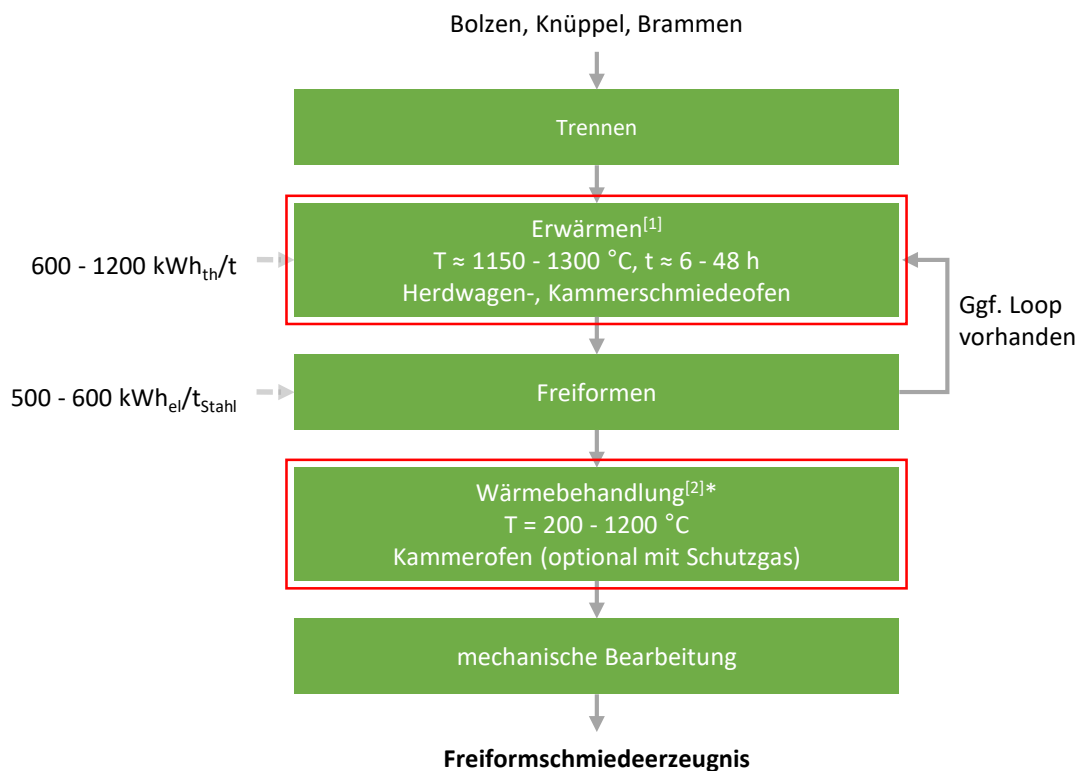 Bolzen, Knüppel, Brammen
Trennen
Erwärmen[1]
T ≈ 1150 - 1300 °C, t ≈ 6 - 48 h
Herdwagen-, Kammerschmiedeofen
600 - 1200 kWhth/t
Ggf. Loop
vorhanden
Freiformen
500 - 600 kWhel/tStahl
Wärmebehandlung[2]*
T = 200 - 1200 °C
Kammerofen (optional mit Schutzgas)
mechanische Bearbeitung
Freiformschmiedeerzeugnis